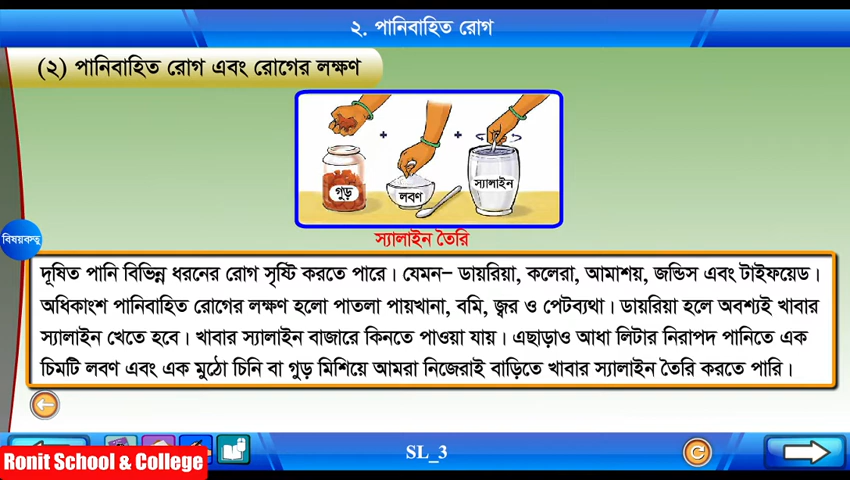 ২. পানিবাহিত রোগ
(২) পানিবাহিত রোগ এবং রোগের লক্ষণ
গুড়
লবণ
স্যালাইন
স্যালাইন তৈরি
বিষয়বস্তু
দূষিত পানি বিভিন্ন ধরনের রোগ সৃষ্টি করতে পারে। যেমন– ডায়রিয়া, কলেরা, আমাশয়, জন্ডিস এবং টাইফয়েড।
অধিকাংশ পানিবাহিত রোগের লক্ষণ হলো পাতলা পায়খানা, বমি, জ্বর ও পেটব্যথা। ডায়রিয়া হলে অবশ্যই খাবার
স্যালাইন খেতে হবে। খাবার স্যালাইন বাজারে কিনতে পাওয়া যায়। এছাড়াও আধা লিটার নিরাপদ পানিতে এক
চিমটি লবণ এবং এক মুঠো চিনি বা গুড় মিশিয়ে আমরা নিজেরাই বাড়িতে খাবার স্যালাইন তৈরি করতে পারি।
SL_3
Ronit School & College